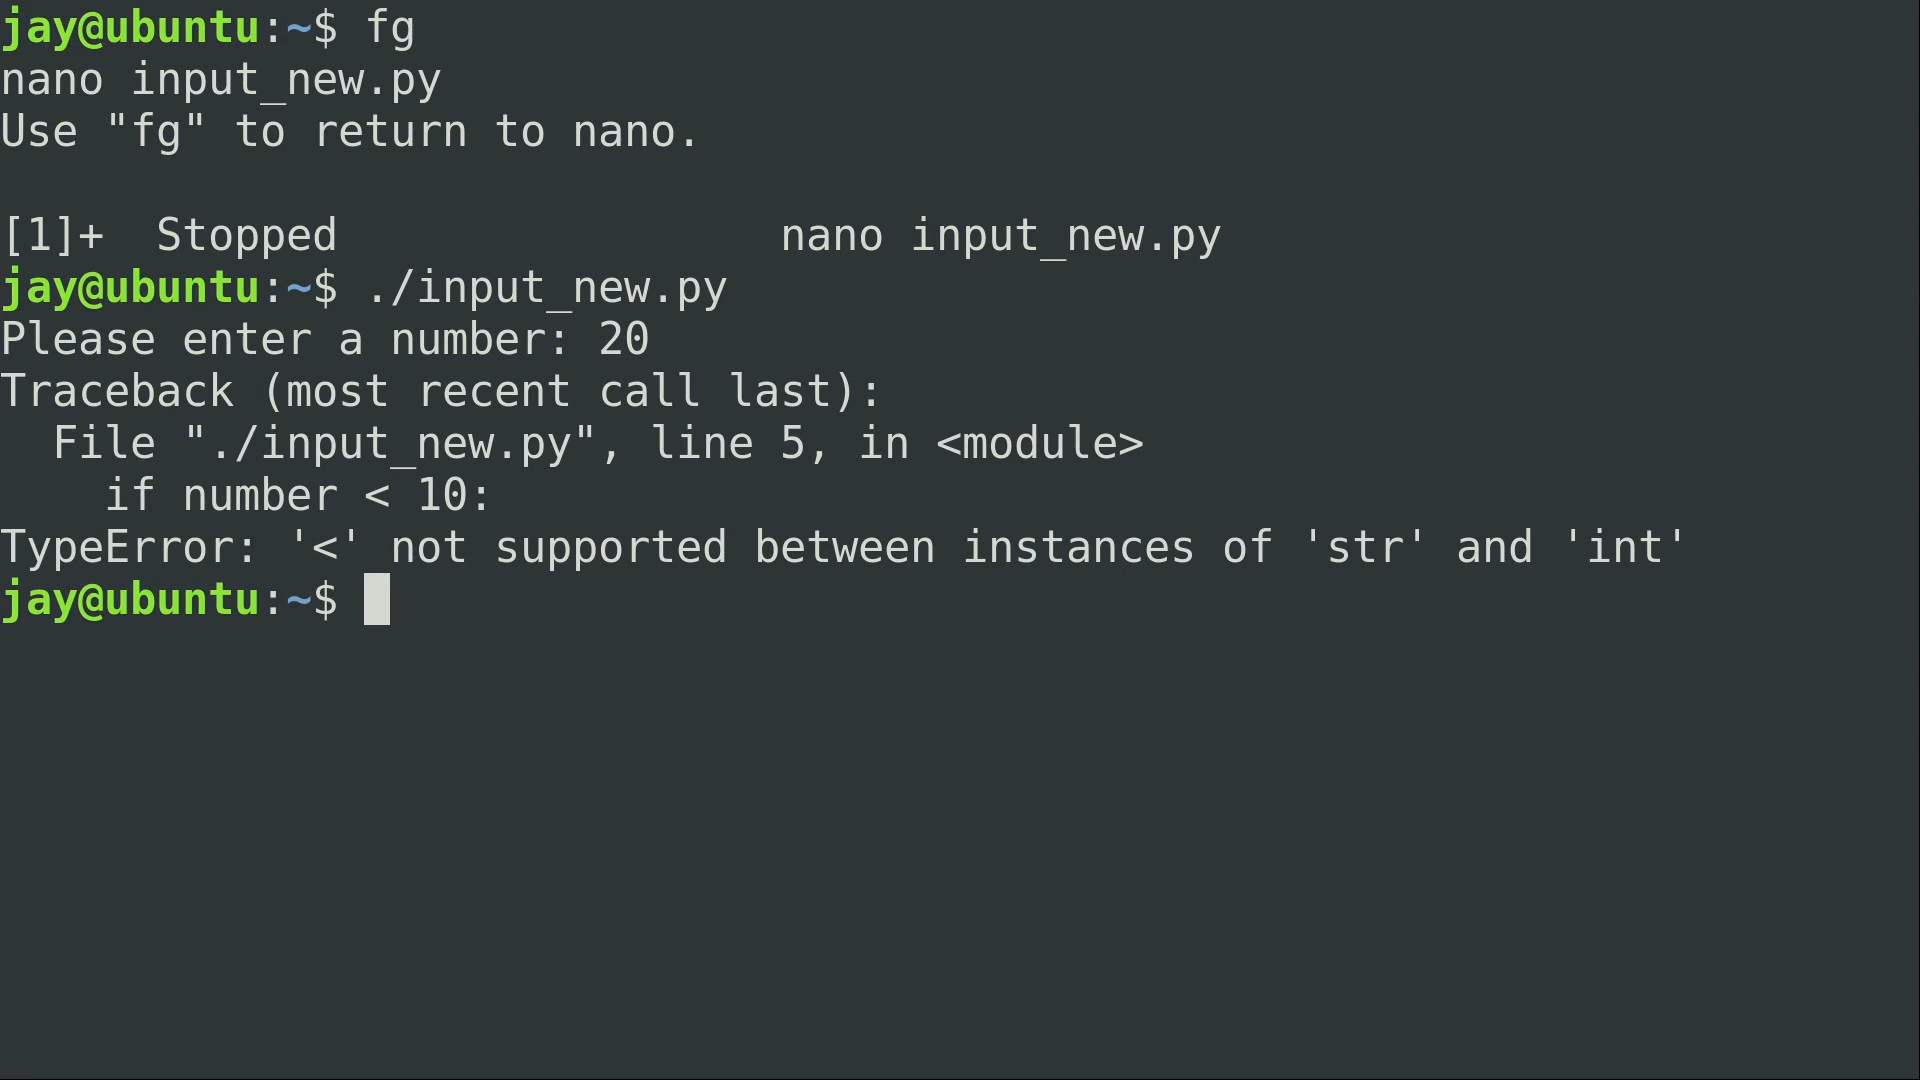 jay@ubuntu:~$ fg
nano input_new.py
Use "fg" to return to nano.
[1]+  Stopped                 nano input_new.py
jay@ubuntu:~$ ./input_new.py
Please enter a number: 20
Traceback (most recent call last):
  File "./input_new.py", line 5, in <module>
    if number < 10:
TypeError: '<' not supported between instances of 'str' and 'int'
jay@ubuntu:~$